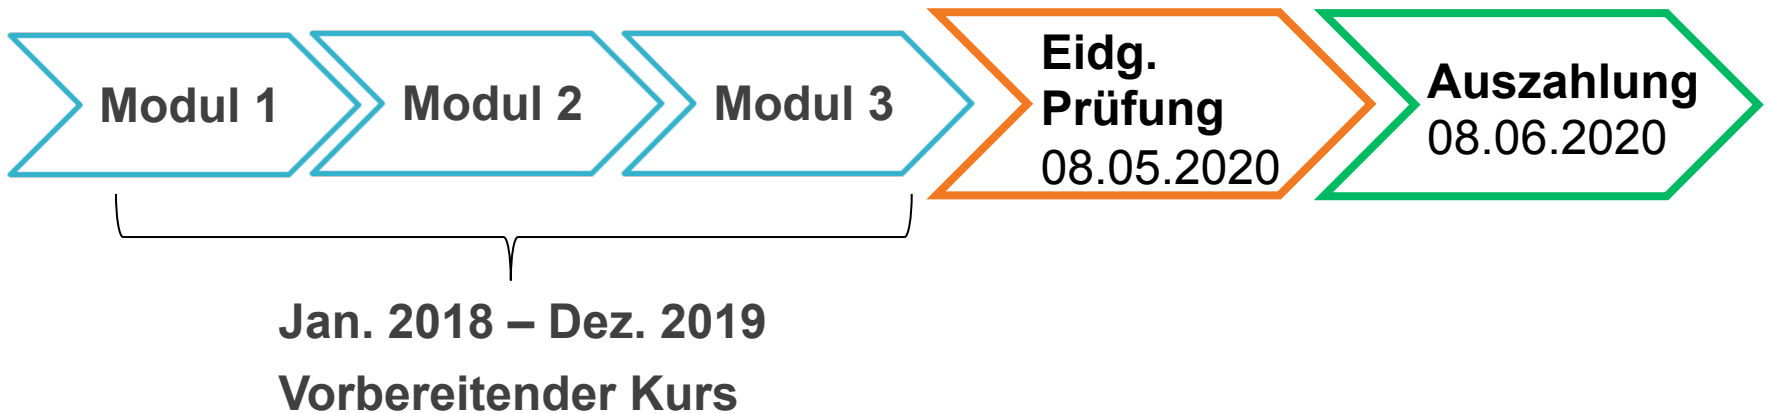 Modul 1
Modul 2
Modul 3
Eidg.
Prüfung
08.05.2020
Auszahlung
08.06.2020
Jan. 2018 – Dez. 2019
Vorbereitender Kurs